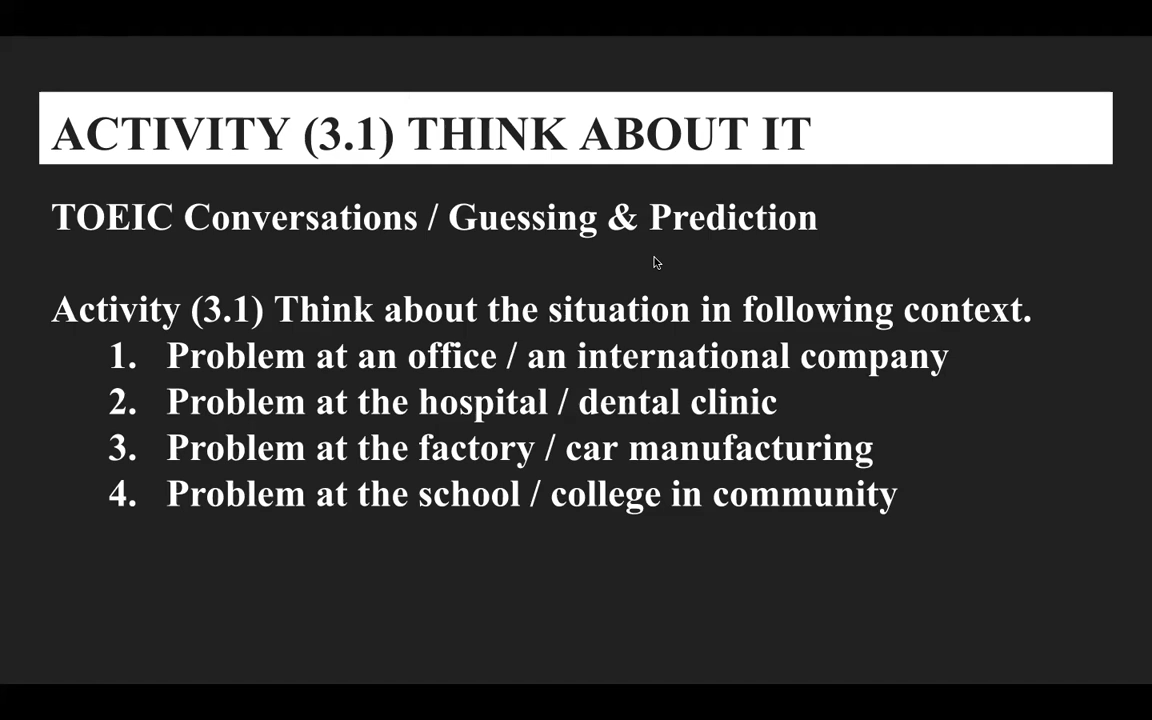 ACTIVITY (3.1) THINK ABOUT IT
TOEIC Conversations / Guessing & Prediction
Activity (3.1) Think about the situation in following context.
1. Problem at an office / an international company
2. Problem at the hospital / dental clinic
3. Problem at the factory / car manufacturing
4. Problem at the school / college in community